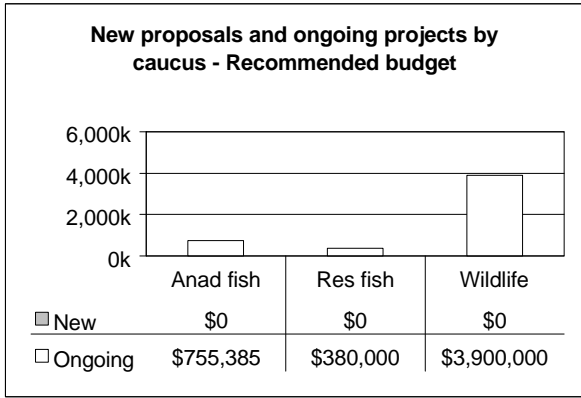 New proposals and ongoing projects by
caucus - Recommended budget
6,000k
4,000k
2,000k
0k
Anad fish Res fish Wildlife
New $0 $0 $0
Ongoing $755,385 $380,000 $3,900,000